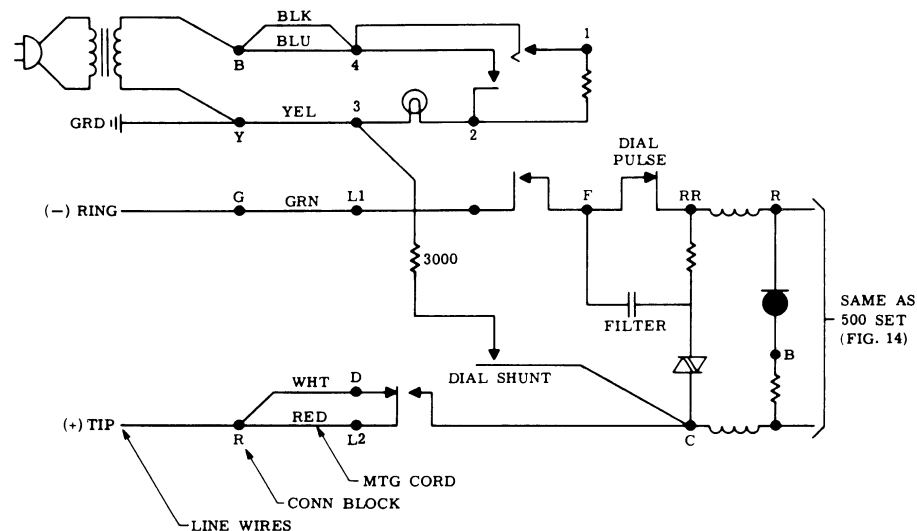 BLK
BLU
B
4
1
GRD
YEL
3
Y
2
DIAL
PULSE
(−) RING
G
GRN
L1
F
RR
R
3000
FILTER
SAME AS
500 SET
(FIG. 14)
B
DIAL SHUNT
WHT
D
(+) TIP
RED
R
L2
C
MTG CORD
CONN BLOCK
LINE WIRES